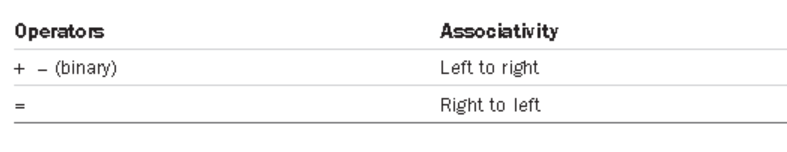 Operators Associativity
+ – (binary) Left to right
= Right to left